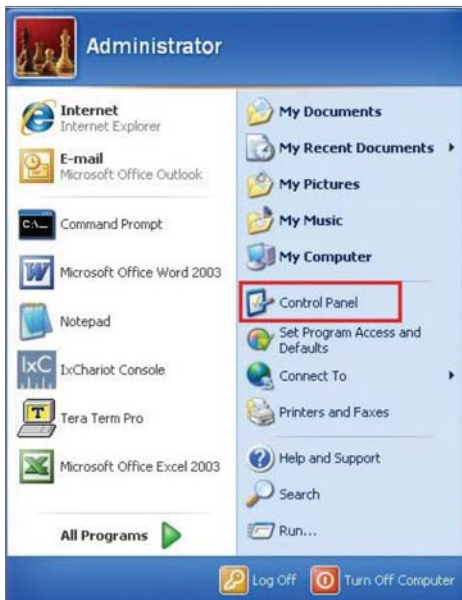 Administrator
Internet
Internet Explorer
E-mail
Microsoft Office Outlook
C:\_ Command Prompt
W Microsoft Office Word 2003
Notepad
IxC IxChariot Console
T Tera Term Pro
Microsoft Office Excel 2003
All Programs
My Documents
My Recent Documents
My Pictures
My Music
My Computer
Control Panel
Set Program Access and
Defaults
Connect To
Printers and Faxes
Help and Support
Search
Run...
Log Off Turn Off Computer